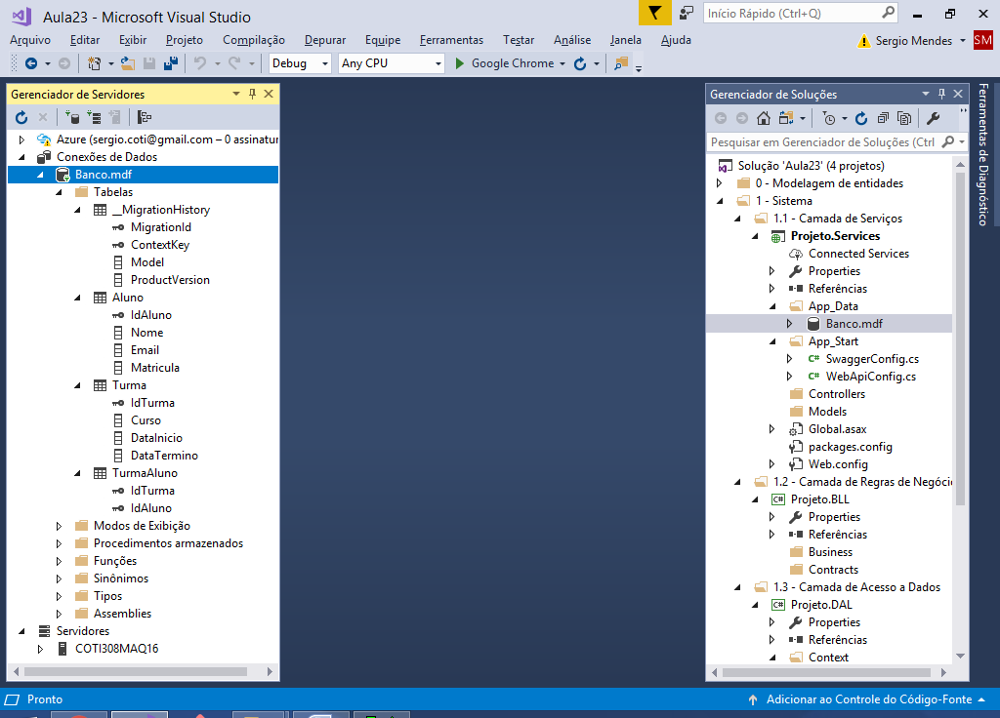 Aula23 - Microsoft Visual Studio
Início Rápido (Ctrl+Q)
Arquivo Editar Exibir Projeto Compilação Depurar Equipe Ferramentas Testar Análise Janela Ajuda
Sergio Mendes SM
Debug Any CPU Google Chrome
Gerenciador de Servidores
Azure (sergio.coti@gmail.com – 0 assinatur
Conexões de Dados
Banco.mdf
Tabelas
__MigrationHistory
MigrationId
ContextKey
Model
ProductVersion
Aluno
IdAluno
Nome
Email
Matricula
Turma
IdTurma
Curso
DataInicio
DataTermino
TurmaAluno
IdTurma
IdAluno
Modos de Exibição
Procedimentos armazenados
Funções
Sinônimos
Tipos
Assemblies
Servidores
COTI308MAQ16
Gerenciador de Soluções
Pesquisar em Gerenciador de Soluções (Ctrl
Solução 'Aula23' (4 projetos)
0 - Modelagem de entidades
1 - Sistema
1.1 - Camada de Serviços
Projeto.Services
Connected Services
Properties
Referências
App_Data
Banco.mdf
App_Start
C# SwaggerConfig.cs
C# WebApiConfig.cs
Controllers
Models
Global.asax
packages.config
Web.config
1.2 - Camada de Regras de Negóci
C# Projeto.BLL
Properties
Referências
Business
Contracts
1.3 - Camada de Acesso a Dados
C# Projeto.DAL
Properties
Referências
Context
Ferramentas de Diagnóstico
Pronto
Adicionar ao Controle do Código-Fonte